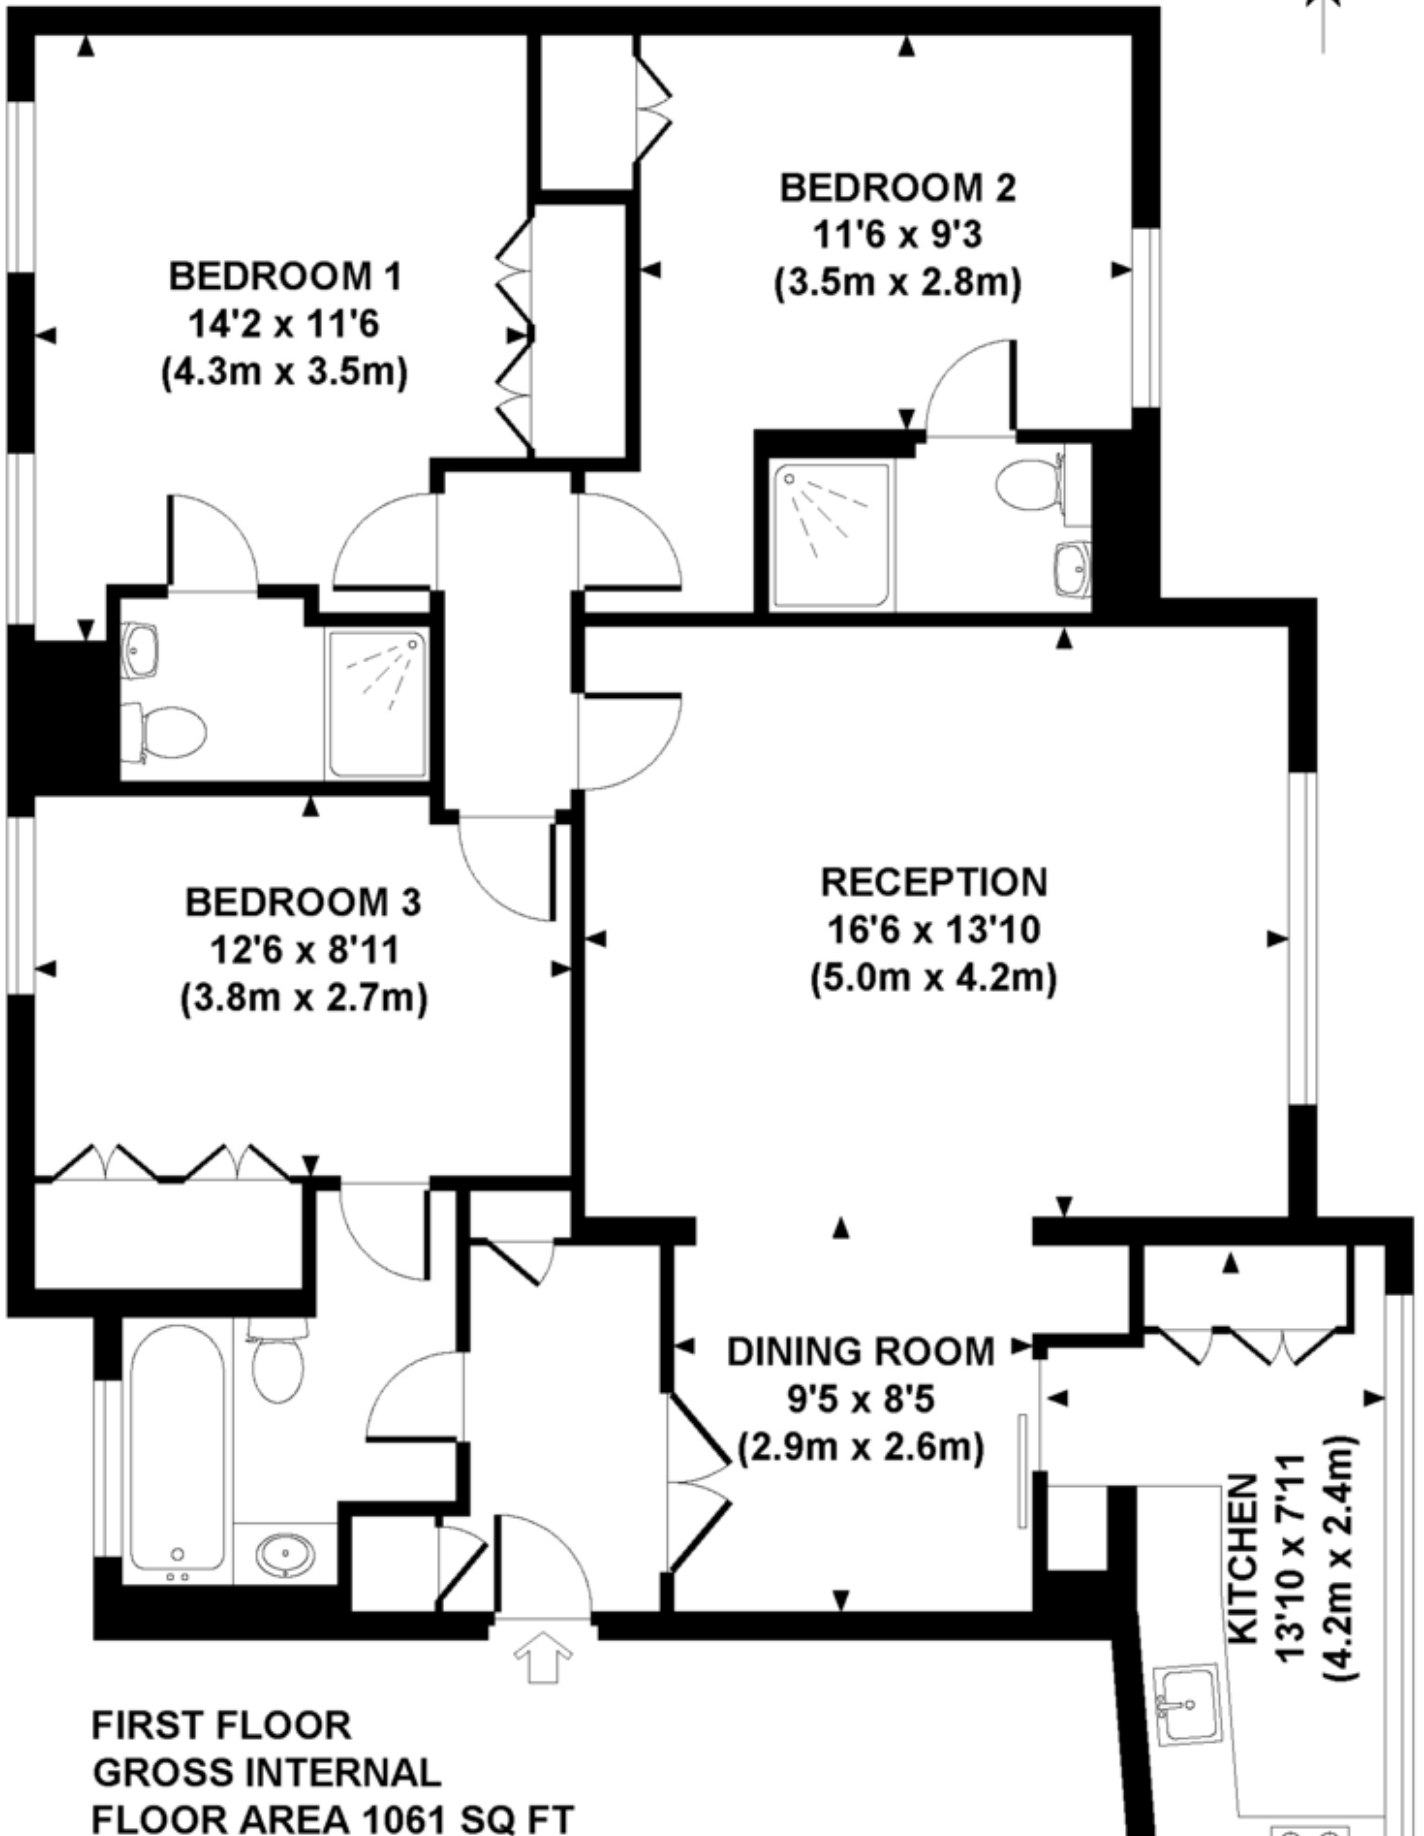 BEDROOM 1
14'2 x 11'6
(4.3m x 3.5m)
BEDROOM 2
11'6 x 9'3
(3.5m x 2.8m)
BEDROOM 3
12'6 x 8'11
(3.8m x 2.7m)
RECEPTION
16'6 x 13'10
(5.0m x 4.2m)
DINING ROOM
9'5 x 8'5
(2.9m x 2.6m)
KITCHEN
13'10 x 7'11
(4.2m x 2.4m)
FIRST FLOOR
GROSS INTERNAL
FLOOR AREA 1061 SQ FT